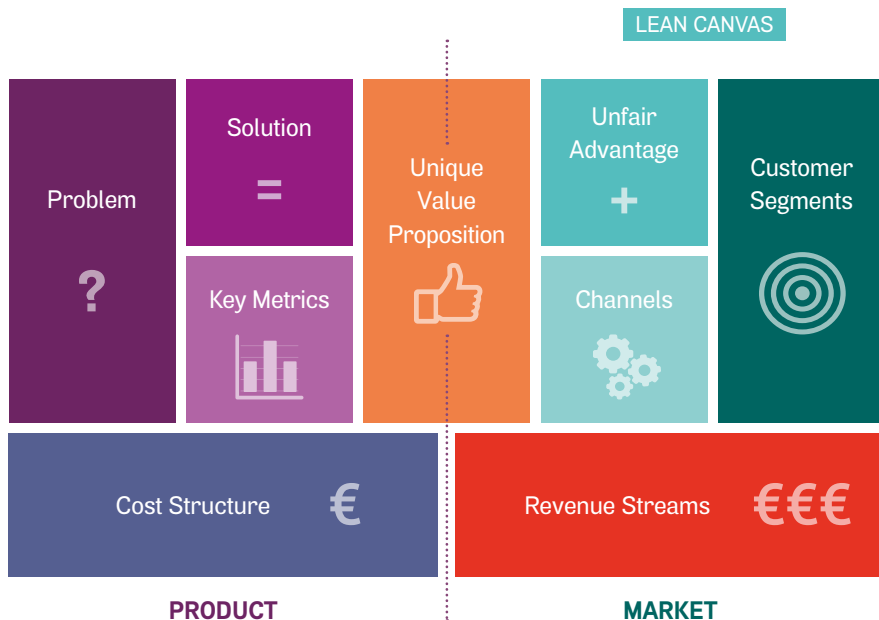 LEAN CANVAS
Problem
?
Solution
=
Key Metrics
Unique
Value
Proposition
Unfair
Advantage
+
Channels
Customer
Segments
Cost Structure €
Revenue Streams €€€
PRODUCT
MARKET